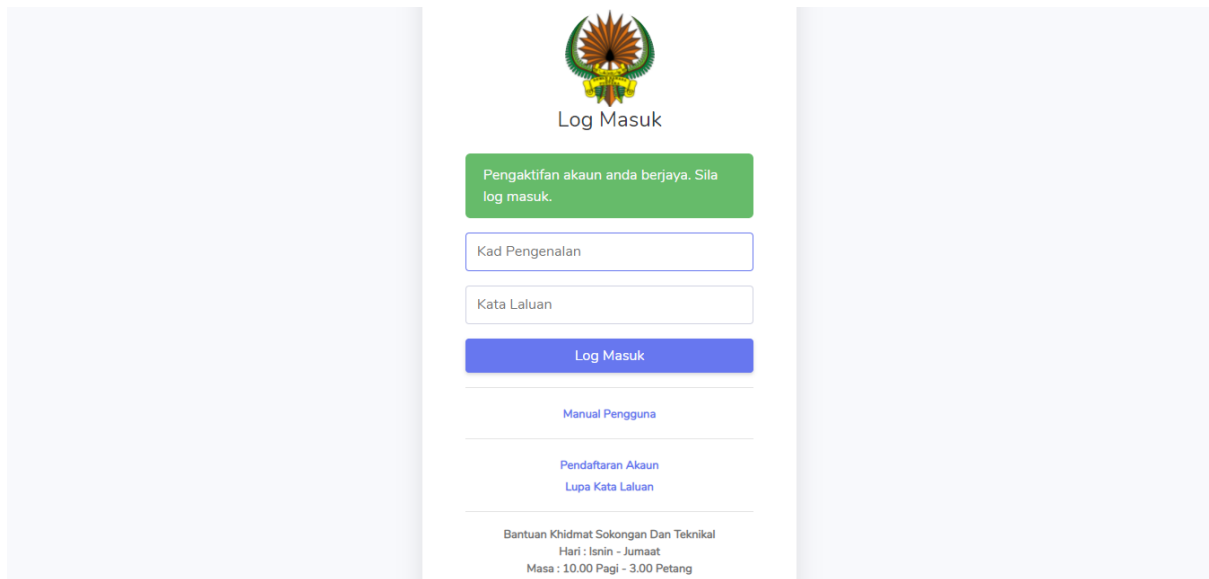 Log Masuk
Pengaktifan akaun anda berjaya. Sila
log masuk.
Kad Pengenalan
Kata Laluan
Log Masuk
Manual Pengguna
Pendaftaran Akaun
Lupa Kata Laluan
Bantuan Khidmat Sokongan Dan Teknikal
Hari : Isnin - Jumaat
Masa : 10.00 Pagi - 3.00 Petang